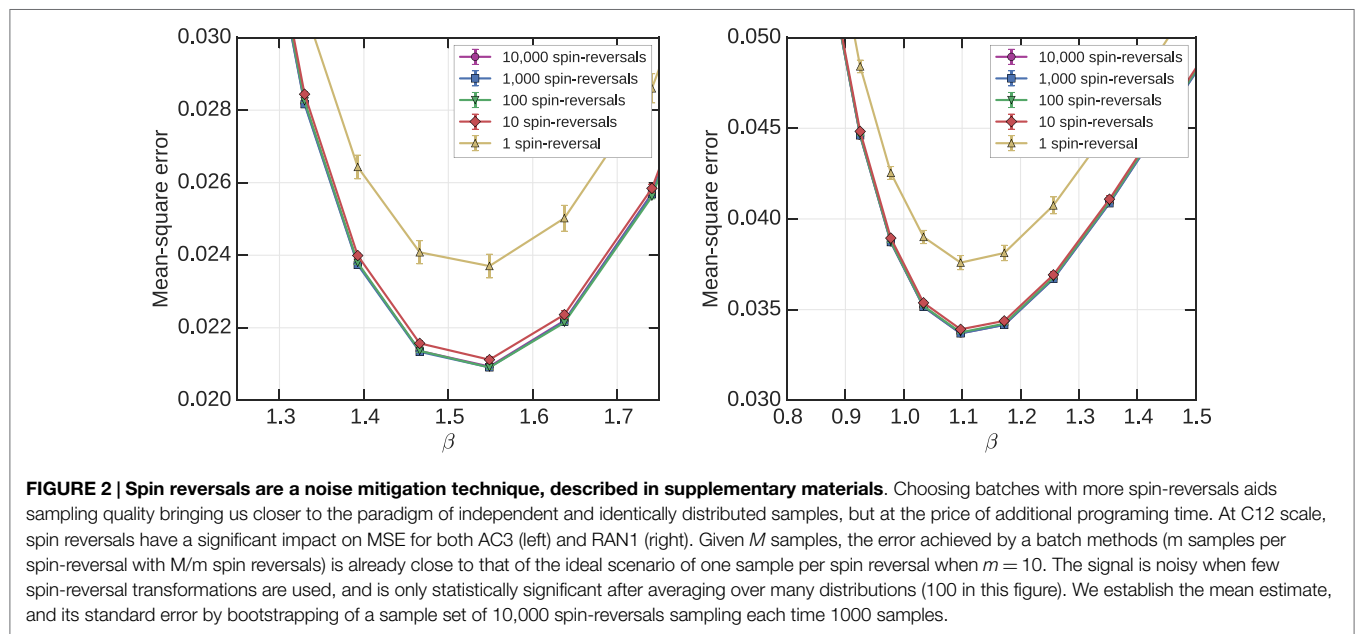 0.030
0.028
0.026
0.024
0.022
0.020
Mean-square error
1.3 1.4 1.5 1.6 1.7
β
10,000 spin-reversals
1,000 spin-reversals
100 spin-reversals
10 spin-reversals
1 spin-reversal
0.050
0.045
0.040
0.035
0.030
Mean-square error
0.8 0.9 1.0 1.1 1.2 1.3 1.4 1.5
β
10,000 spin-reversals
1,000 spin-reversals
100 spin-reversals
10 spin-reversals
1 spin-reversal
FIGURE 2 | Spin reversals are a noise mitigation technique, described in supplementary materials. Choosing batches with more spin-reversals aids
sampling quality bringing us closer to the paradigm of independent and identically distributed samples, but at the price of additional programing time. At C12 scale,
spin reversals have a significant impact on MSE for both AC3 (left) and RAN1 (right). Given M samples, the error achieved by a batch methods (m samples per
spin-reversal with M/m spin reversals) is already close to that of the ideal scenario of one sample per spin reversal when m = 10. The signal is noisy when few
spin-reversal transformations are used, and is only statistically significant after averaging over many distributions (100 in this figure). We establish the mean estimate,
and its standard error by bootstrapping of a sample set of 10,000 spin-reversals sampling each time 1000 samples.